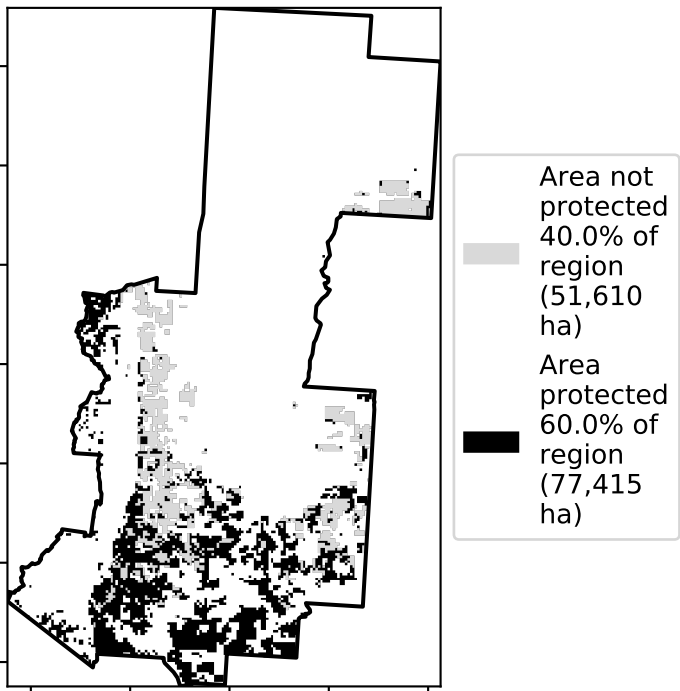 Area not
protected
40.0% of
region
(51,610
ha)
Area
protected
60.0% of
region
(77,415
ha)